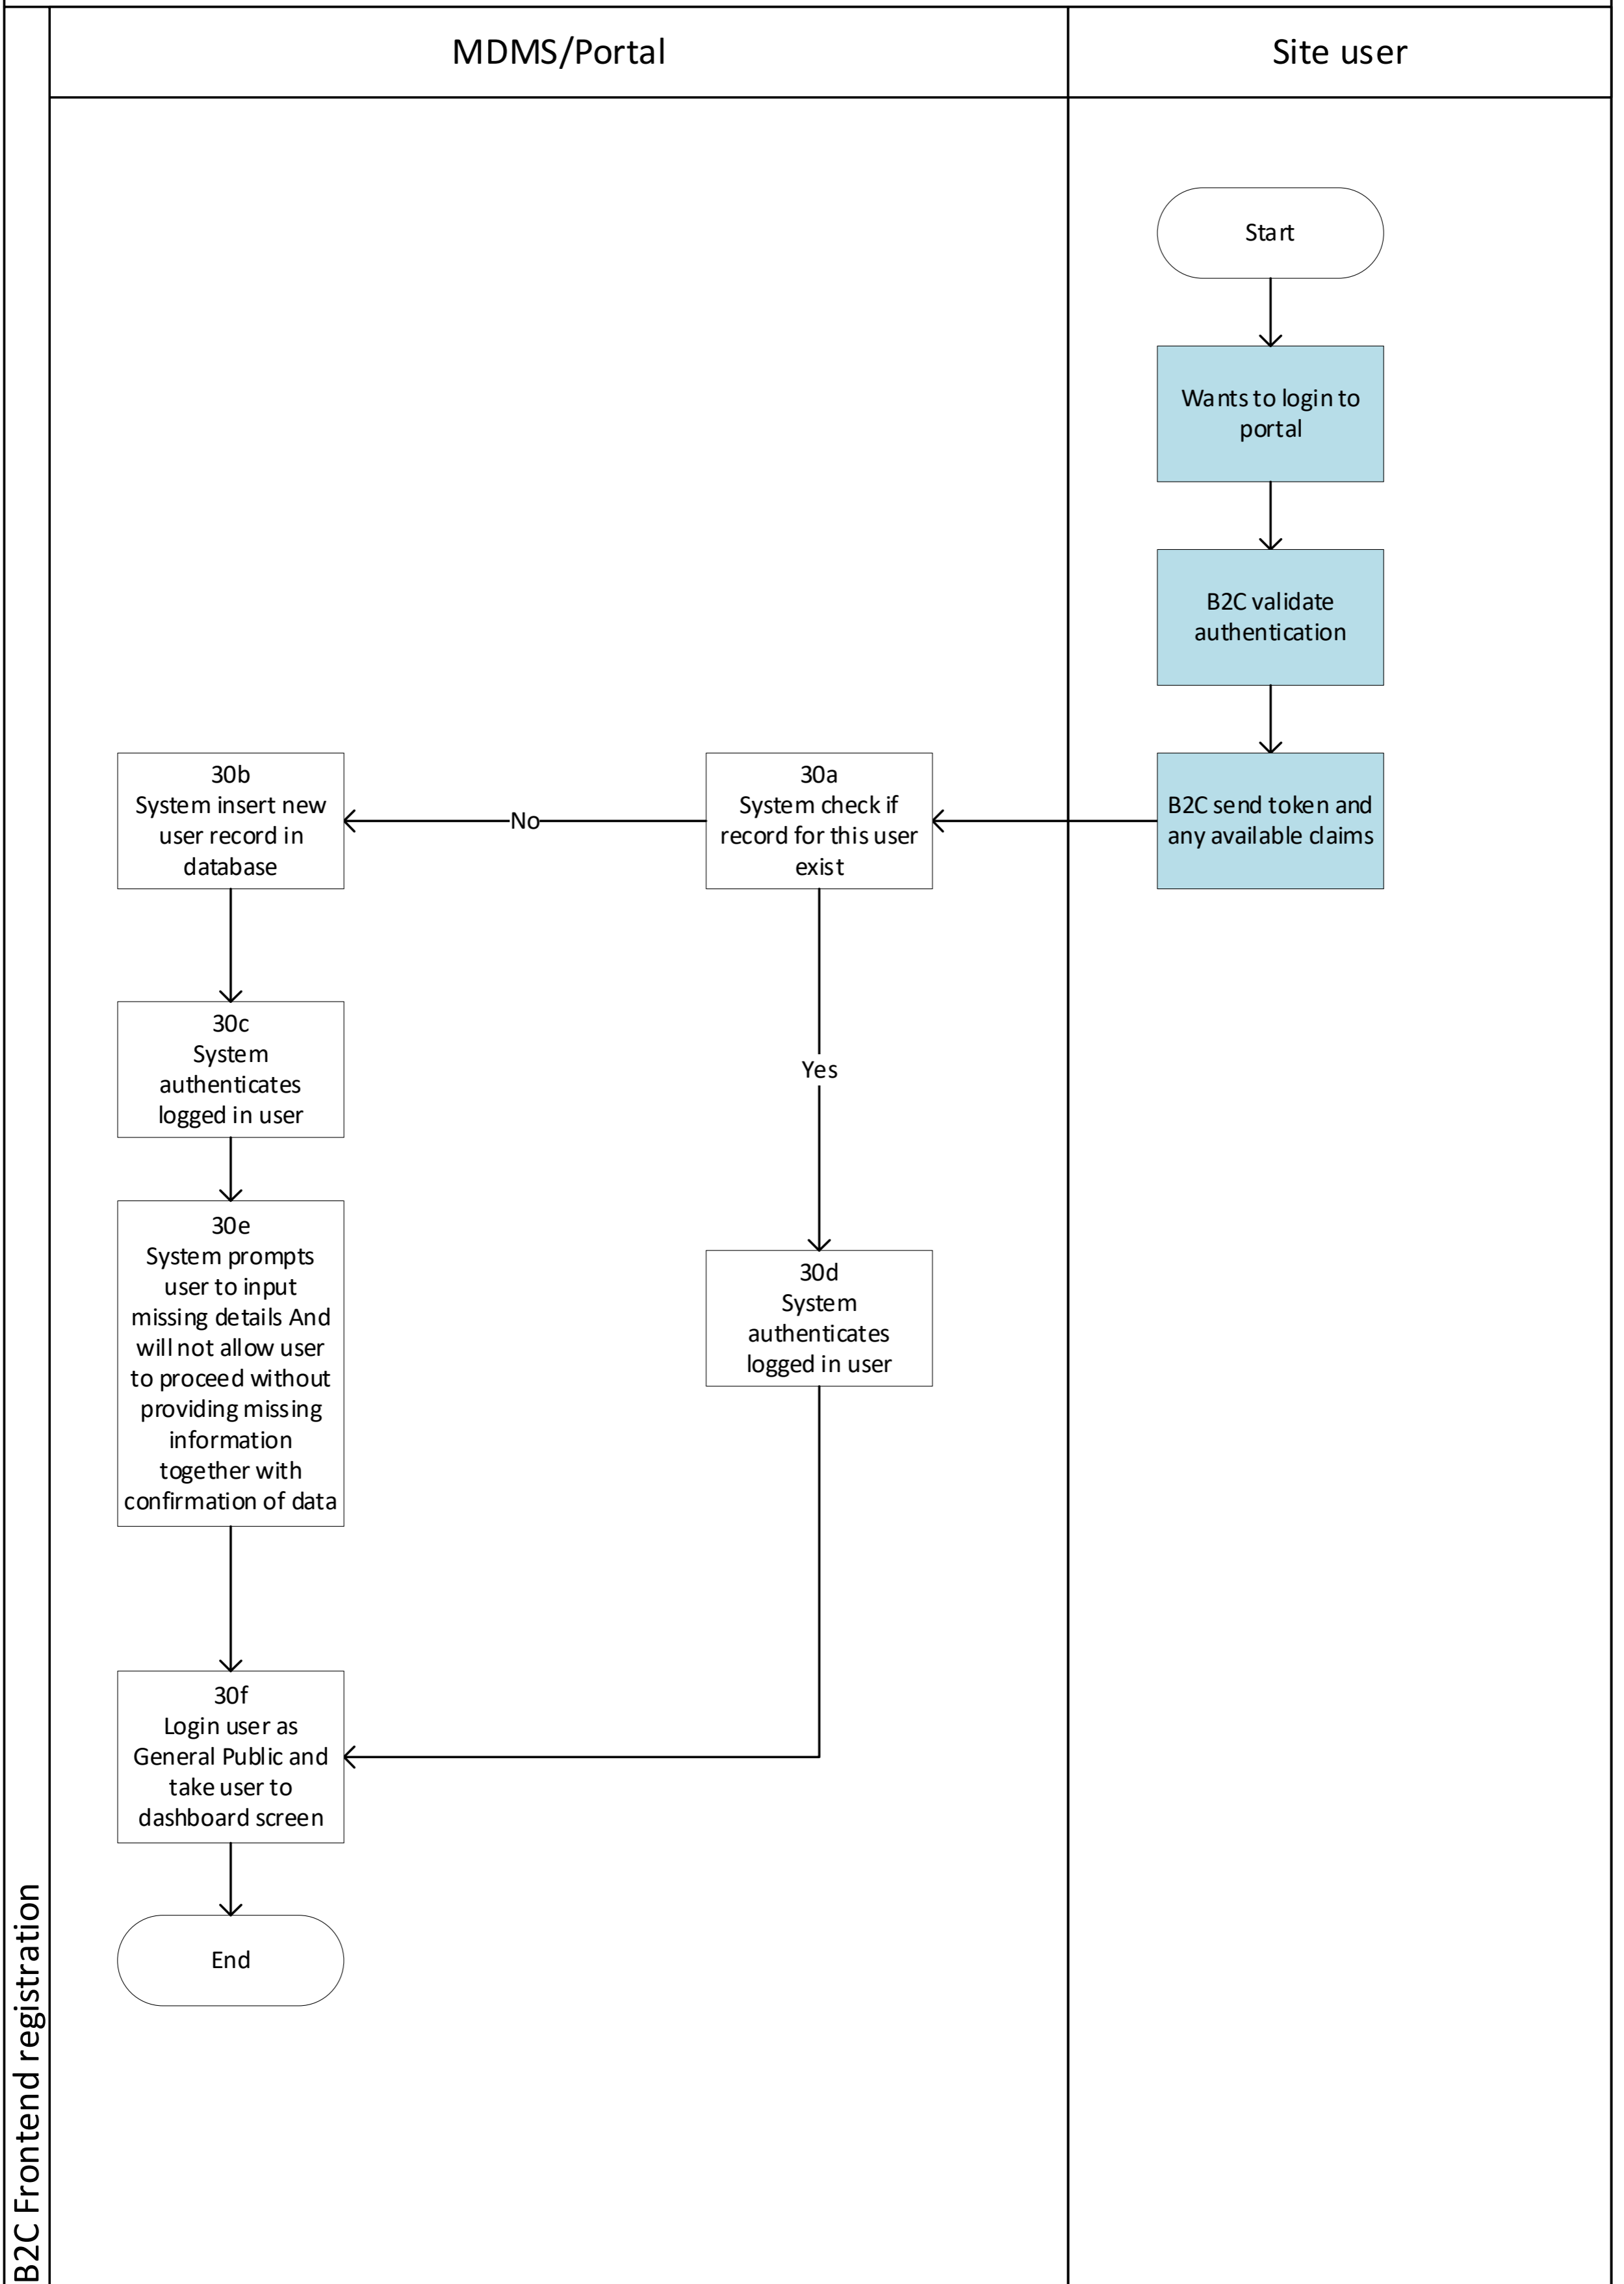 MDMS/Portal
Site user
Start
Wants to login to
portal
B2C validate
authentication
B2C send token and
any available claims
30a
System check if
record for this user
exist
No
30b
System insert new
user record in
database
30c
System
authenticates
logged in user
Yes
30d
System
authenticates
logged in user
30e
System prompts
user to input
missing details And
will not allow user
to proceed without
providing missing
information
together with
confirmation of data
30f
Login user as
General Public and
take user to
dashboard screen
End
B2C Frontend registration